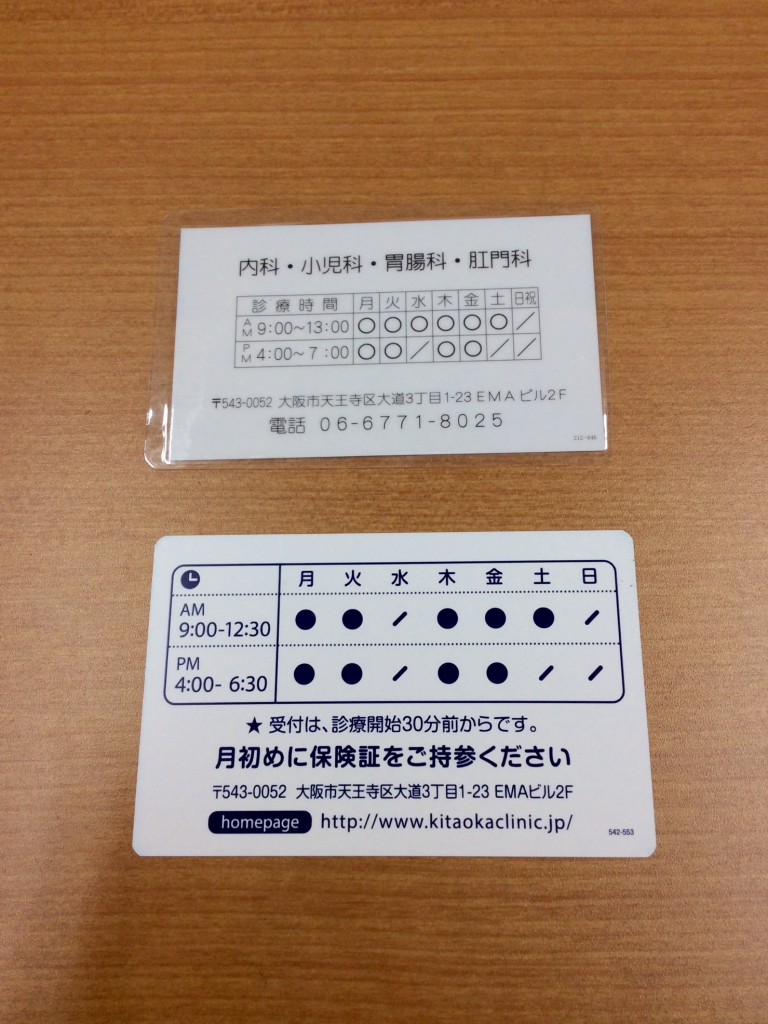 内科・小児科・胃腸科・肛門科
診療時間 月 火 水 木 金 土 日祝
AM 9:00～13:00 ○ ○ ○ ○ ○ ○ ／
PM 4:00～7:00 ○ ○ ／ ○ ○ ／ ／
〒543-0052 大阪市天王寺区大道3丁目1-23 EMAビル2F
電話 06-6771-8025
212-046
月 火 水 木 金 土 日
AM
9:00-12:30 ● ● ／ ● ● ● ／
PM
4:00- 6:30 ● ● ／ ● ● ／ ／
★ 受付は、診療開始30分前からです。
月初めに保険証をご持参ください
〒543-0052 大阪市天王寺区大道3丁目1-23 EMAビル2F
homepage http://www.kitaokaclinic.jp/
542-553